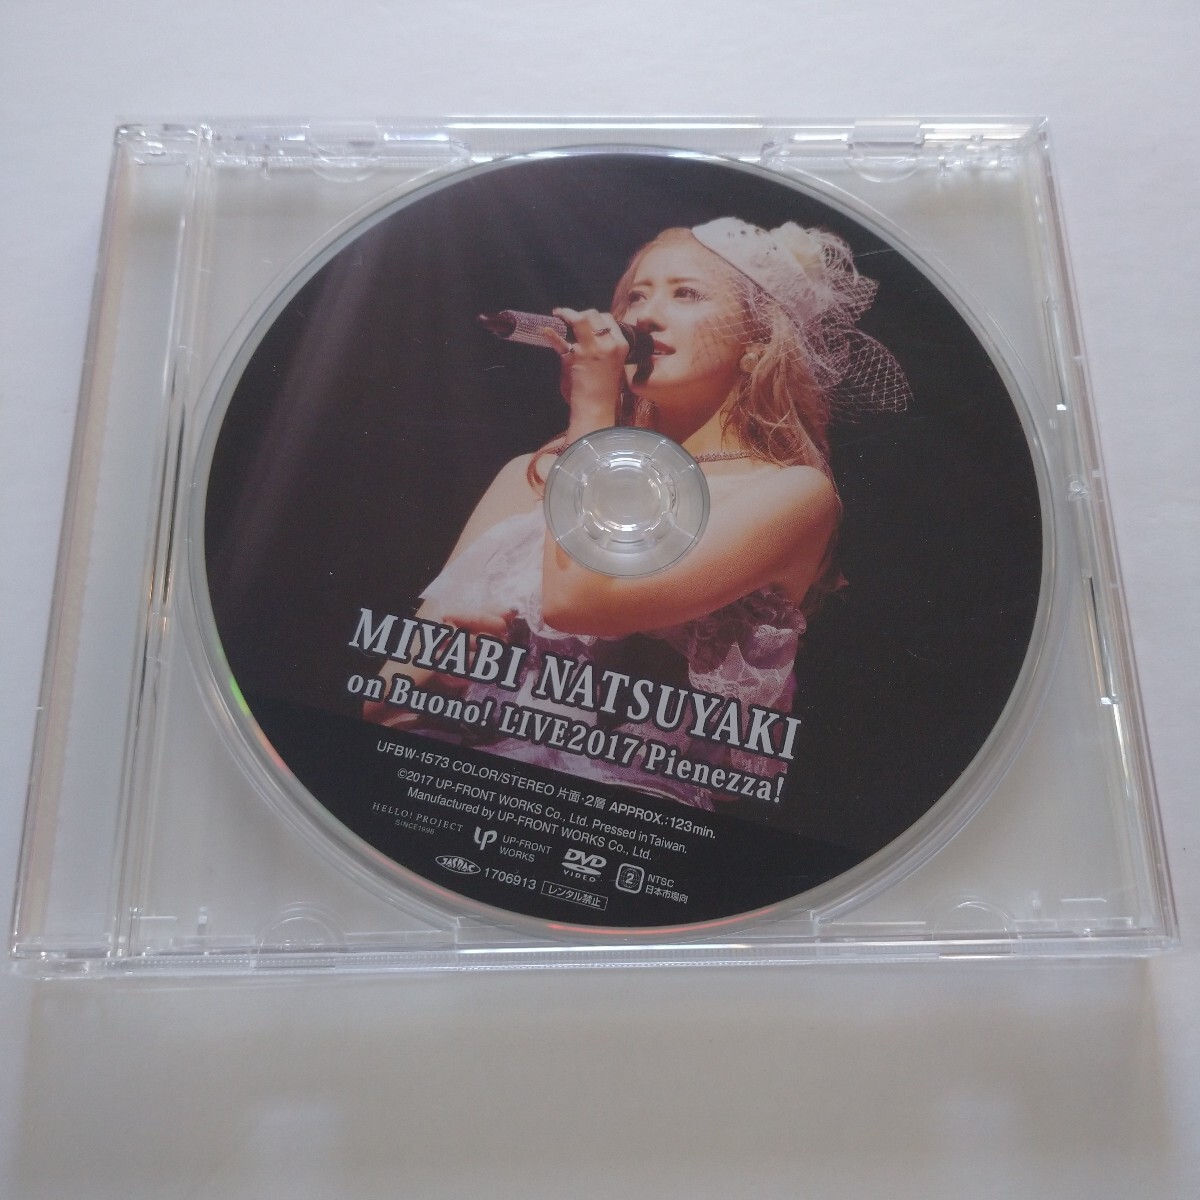 MIYABI NATSUYAKI
on Buono! LIVE2017 Pienezza!
UFBW-1573 COLOR/STEREO 片面・2層 APPROX.:123min.
©2017 UP-FRONT WORKS Co., Ltd. Pressed in Taiwan.
Manufactured by UP-FRONT WORKS Co., Ltd.
HELLO! PROJECT
SINCE1998
UP-FRONT
WORKS
DVD
VIDEO
2
NTSC
日本市場向
JASRAC
1706913
レンタル禁止